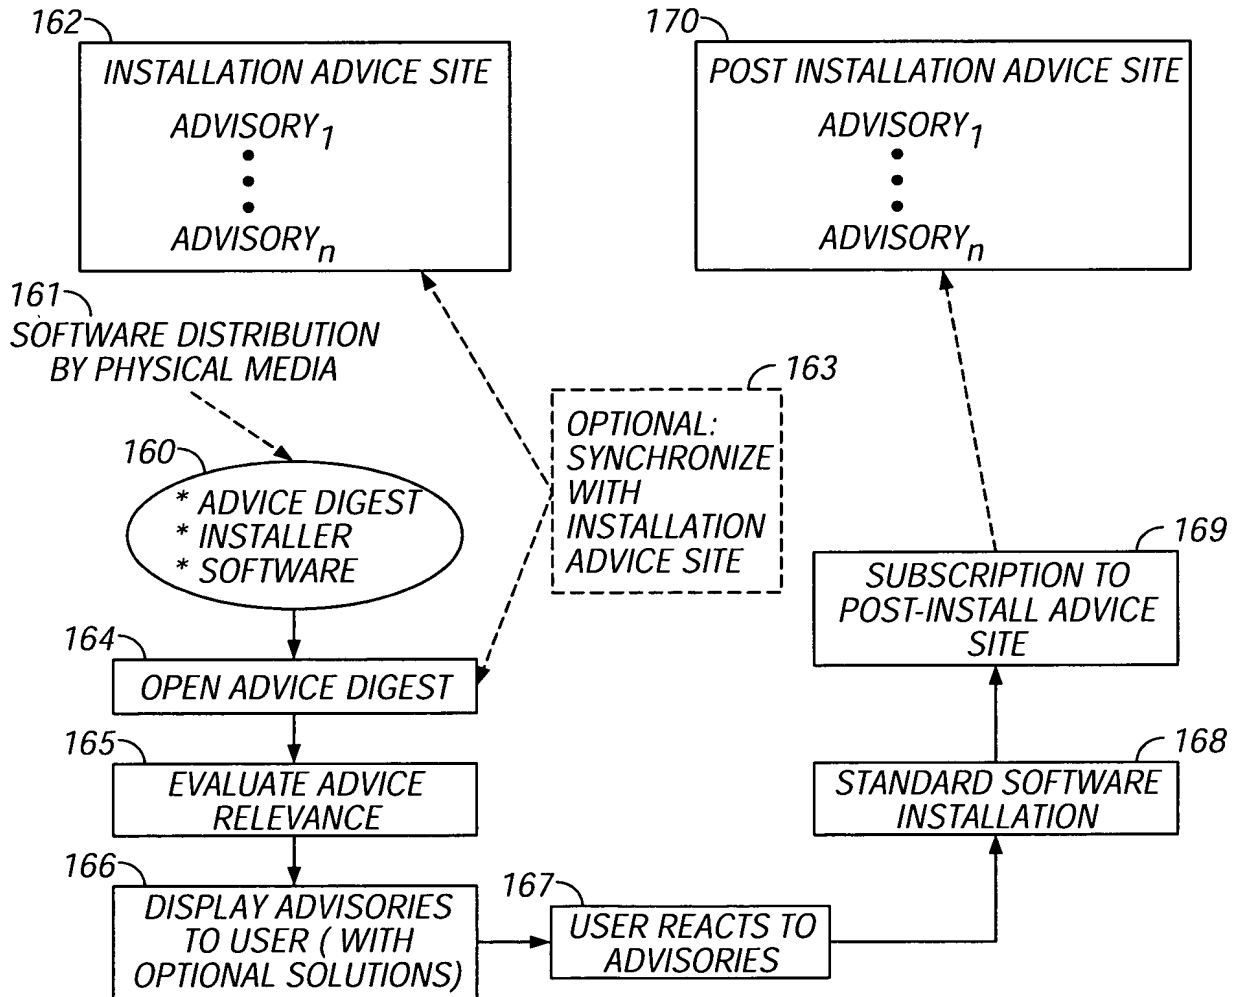 162
INSTALLATION ADVICE SITE
ADVISORY1
ADVISORYn
170
POST INSTALLATION ADVICE SITE
ADVISORY1
ADVISORYn
161
SOFTWARE DISTRIBUTION
BY PHYSICAL MEDIA
163
OPTIONAL:
SYNCHRONIZE
WITH
INSTALLATION
ADVICE SITE
160
* ADVICE DIGEST
* INSTALLER
* SOFTWARE
164
OPEN ADVICE DIGEST
165
EVALUATE ADVICE
RELEVANCE
166
DISPLAY ADVISORIES
TO USER ( WITH
OPTIONAL SOLUTIONS)
167
USER REACTS TO
ADVISORIES
168
STANDARD SOFTWARE
INSTALLATION
169
SUBSCRIPTION TO
POST-INSTALL ADVICE
SITE